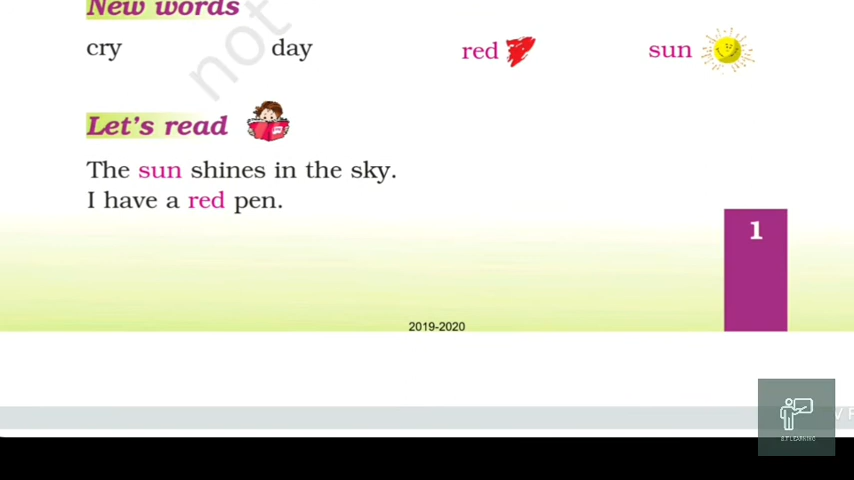 New words
cry day red sun
Let's read
The sun shines in the sky.
I have a red pen.
1
2019-2020
not